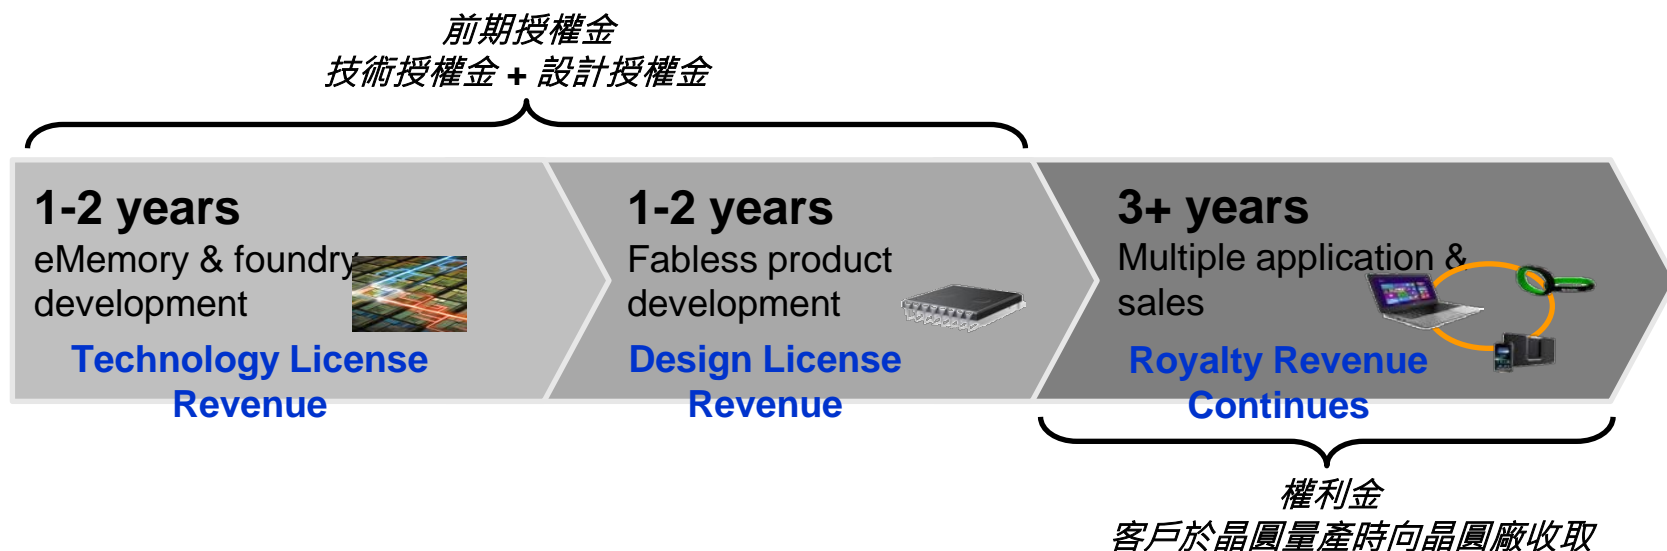 前期授權金
技術授權金 + 設計授權金
1-2 years
eMemory & foundry
development
Technology License
Revenue
1-2 years
Fabless product
development
Design License
Revenue
3+ years
Multiple application &
sales
Royalty Revenue
Continues
權利金
客戶於晶圓量產時向晶圓廠收取